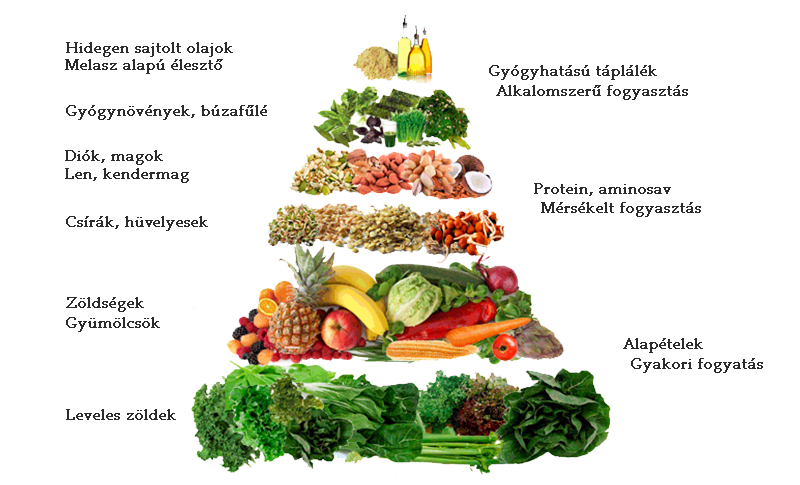 Hidegen sajtolt olajok
Melasz alapú élesztő
Gyógyhatású táplálék
Alkalomszerű fogyasztás
Gyógynövények, búzafűlé
Diók, magok
Len, kendermag
Protein, aminosav
Mérsékelt fogyasztás
Csírák, hüvelyesek
Zöldségek
Gyümölcsök
Alapételek
Gyakori fogyatás
Leveles zöldek